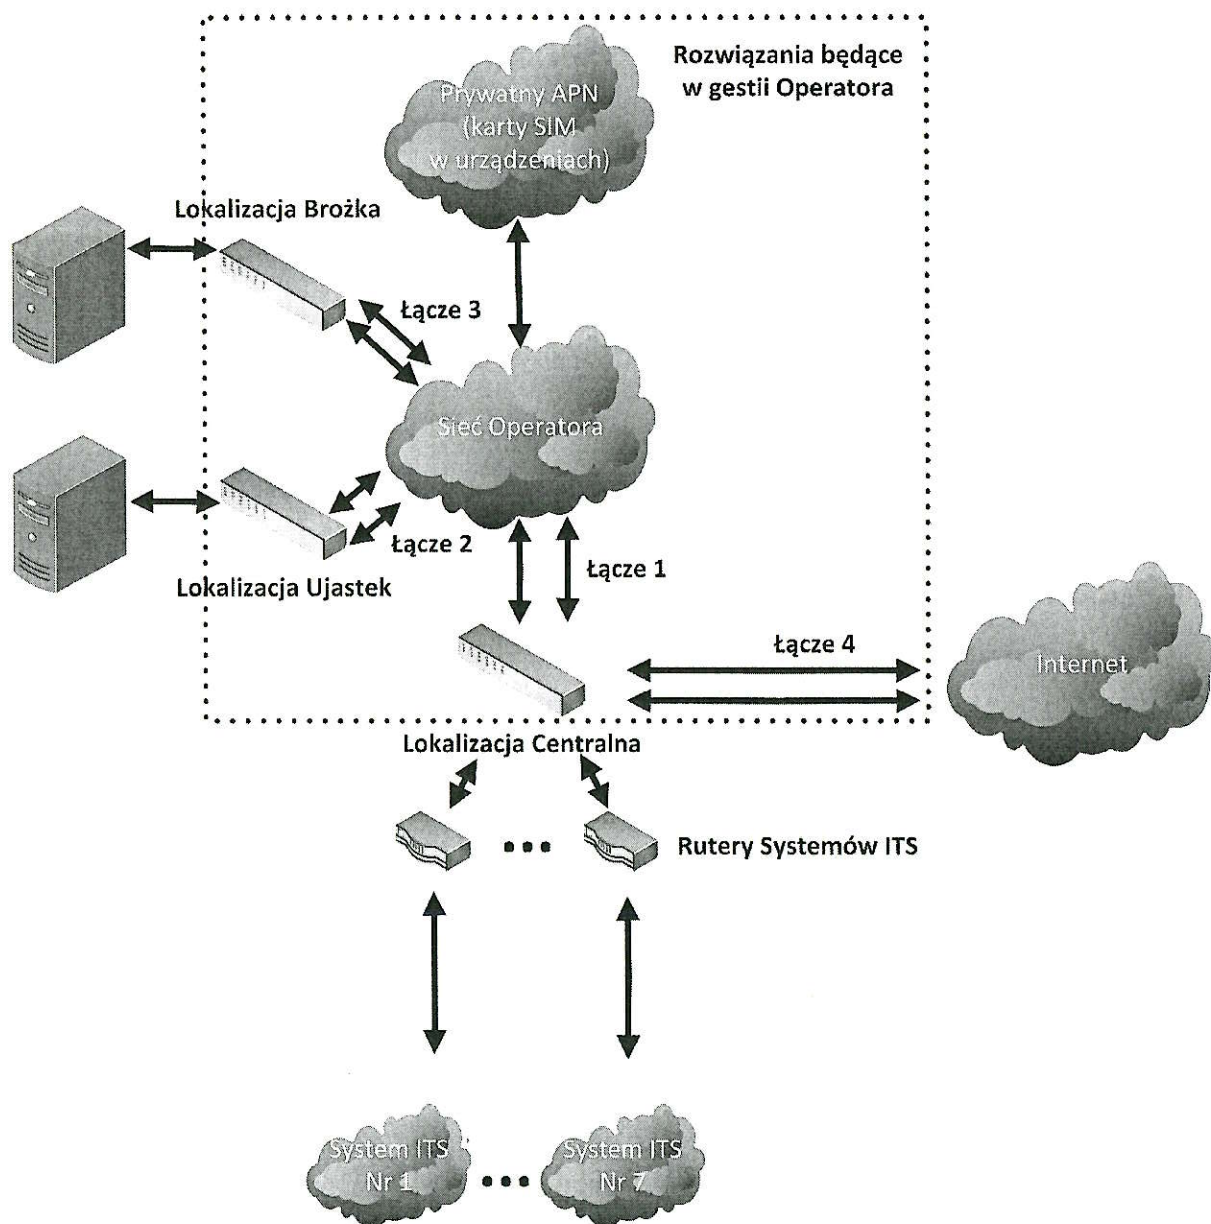 Rozwiązania będące
w gestii Operatora
Prywatny APN
(karty SIM
w urządzeniach)
Lokalizacja Brożka
Łącze 3
Sieć Operatora
Łącze 2
Lokalizacja Ujastek
Łącze 1
Łącze 4
Internet
Lokalizacja Centralna
Rutery Systemów ITS
System ITS
Nr 1
System ITS
Nr 7